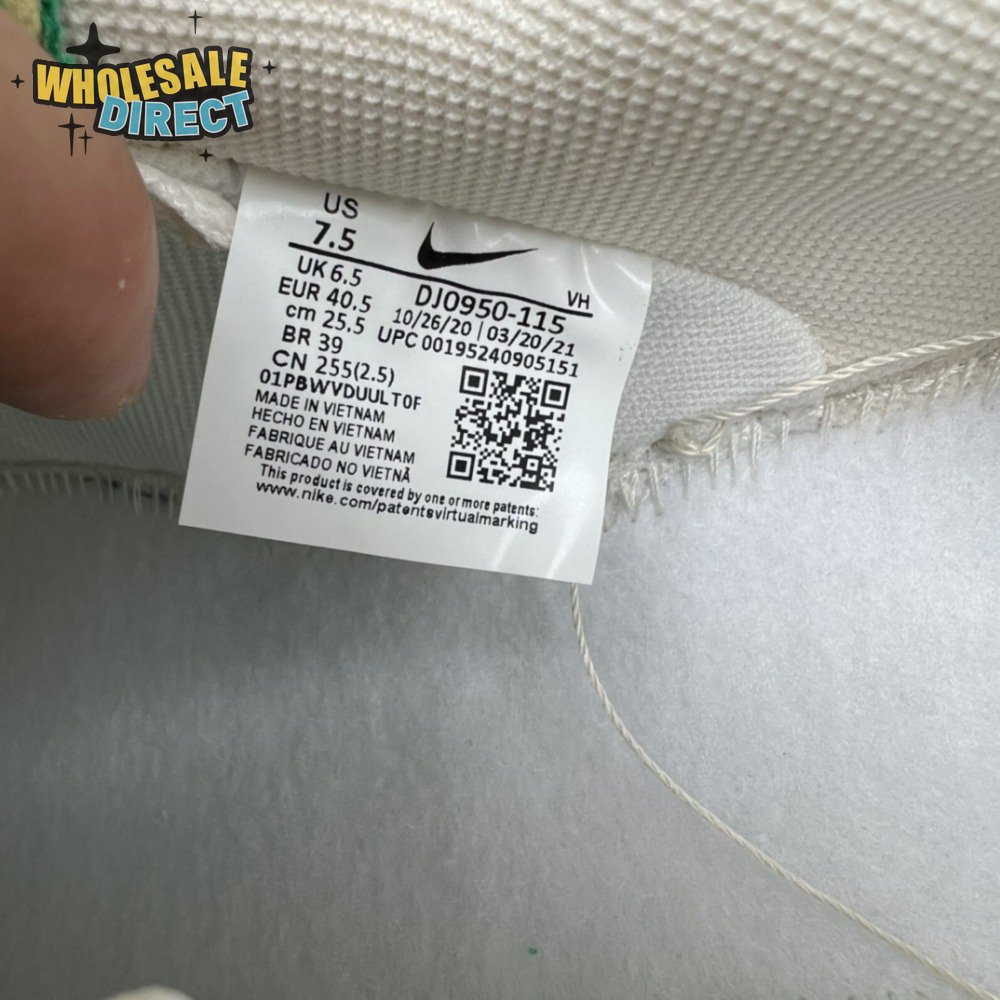 WHOLESALE
DIRECT
US
7.5
UK 6.5
EUR 40.5
cm 25.5
BR 39
CN 255(2.5)
VH
DJ0950-115
10/26/20 | 03/20/21
UPC 00195240905151
01PBWVDUULT0F
MADE IN VIETNAM
HECHO EN VIETNAM
FABRIQUE AU VIETNAM
FABRICADO NO VIETNÃ
This product is covered by one or more patents:
www.nike.com/patentsvirtualmarking